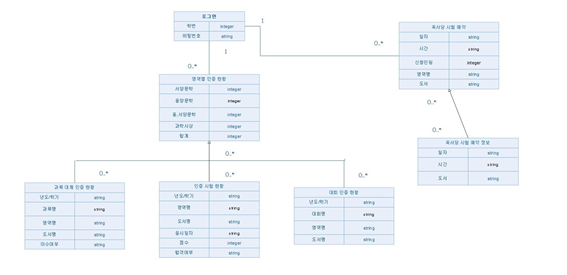 로그인
학번 integer
비밀번호 string
1
1
0..*
0..*
독서당 시험 예약
일자 string
시간 string
신청인원 integer
영역명 string
도서 string
영역별 인증 현황
서양문학 integer
동양문학 integer
동.서양문학 integer
과학사상 integer
합계 integer
0..*
0..*
독서당 시험 예약 정보
일자 string
시간 string
도서 string
0..*
0..*
0..*
과목 대체 인증 현황
년도/학기 string
과목명 string
영역명 string
도서명 string
이수여부 string
인증 시험 현황
년도/학기 string
영역명 string
도서명 string
응시일자 string
점수 integer
합격여부 string
대회 인증 현황
년도/학기 string
대회명 string
영역명 string
도서명 string